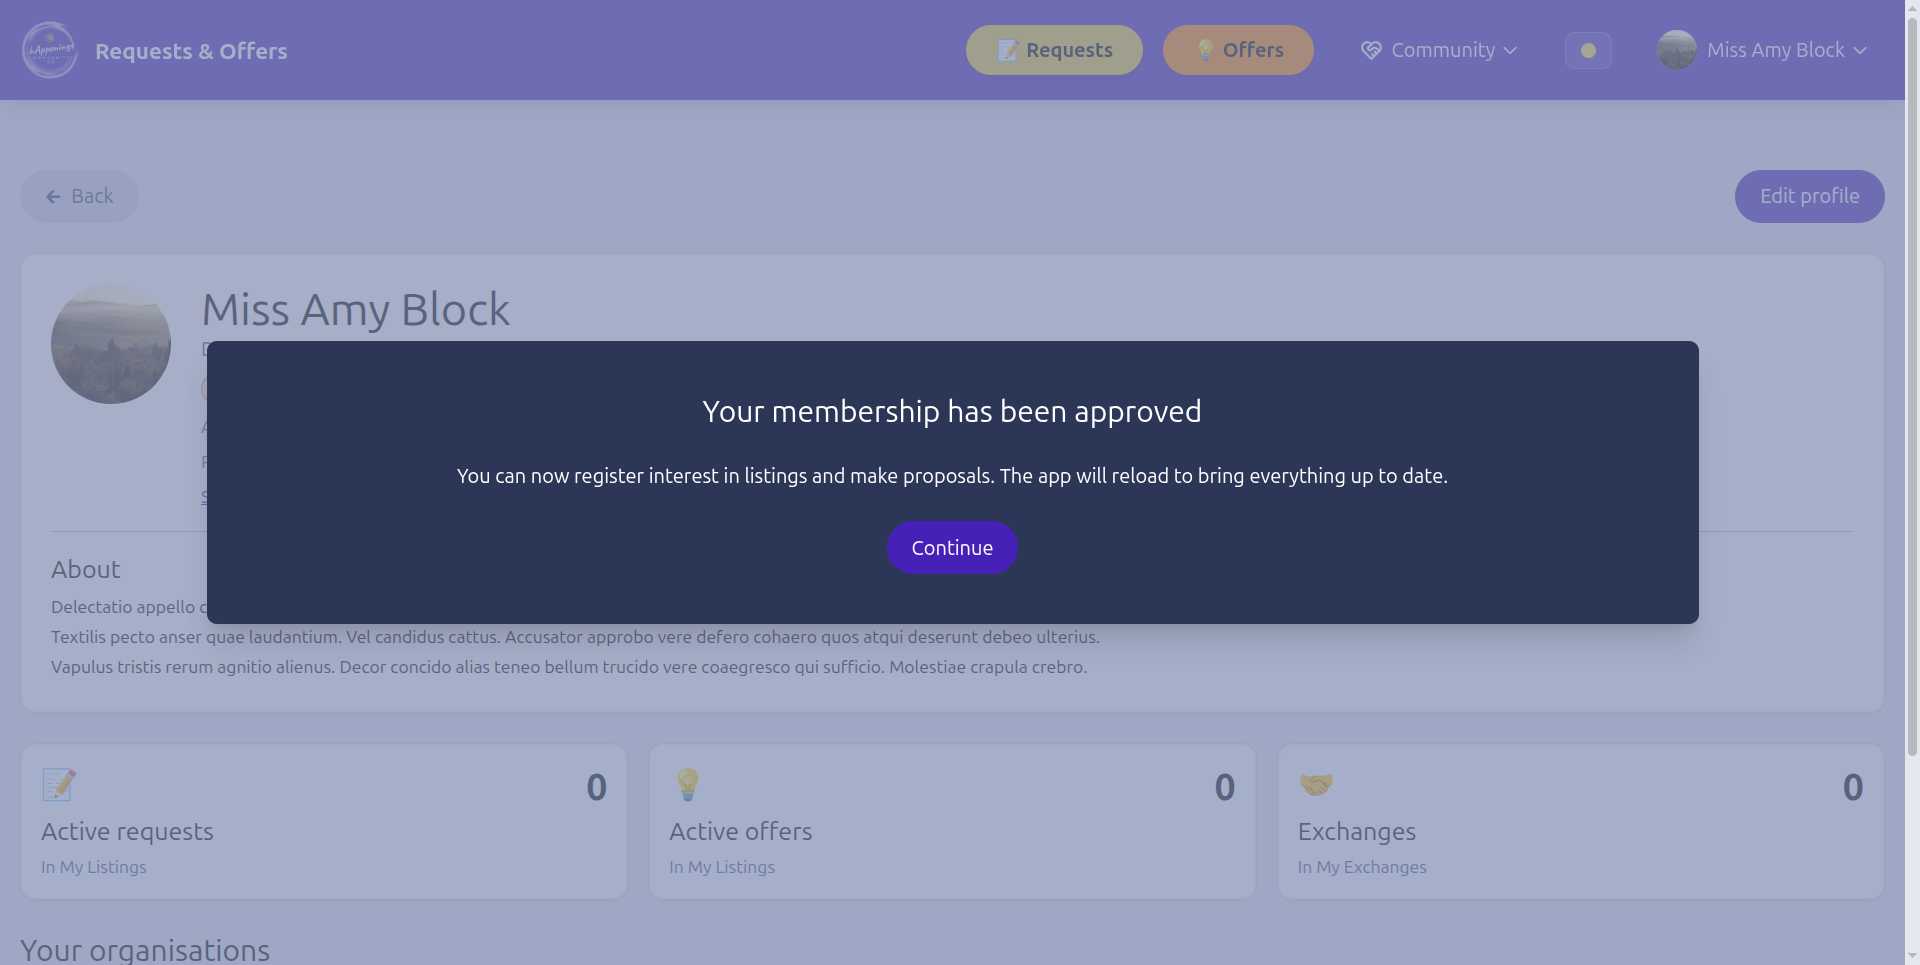 hAppenings
Requests & Offers
Requests
Offers
Community
Miss Amy Block
Back
Edit profile
Miss Amy Block
Your membership has been approved
You can now register interest in listings and make proposals. The app will reload to bring everything up to date.
Continue
About
Delectatio appello
Textilis pecto anser quae laudantium. Vel candidus cattus. Accusator approbo vere defero cohaero quos atqui deserunt debeo ulterius.
Vapulus tristis rerum agnitio alienus. Decor concido alias teneo bellum trucido vere coaegresco qui sufficio. Molestiae crapula crebro.
0
Active requests
In My Listings
0
Active offers
In My Listings
0
Exchanges
In My Exchanges
Your organisations